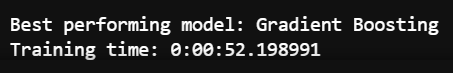 Best performing model: Gradient Boosting
Training time: 0:00:52.198991